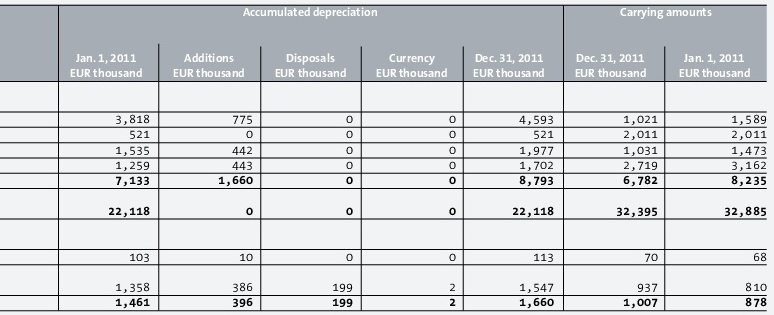 Accumulated depreciation Carrying amounts
Jan. 1, 2011 Additions Disposals Currency Dec. 31, 2011 Dec. 31, 2011 Jan. 1, 2011
EUR thousand EUR thousand EUR thousand EUR thousand EUR thousand EUR thousand EUR thousand
3,818 775 0 0 4,593 1,021 1,589
521 0 0 0 521 2,011 2,011
1,535 442 0 0 1,977 1,031 1,473
1,259 443 0 0 1,702 2,719 3,162
7,133 1,660 0 0 8,793 6,782 8,235
22,118 0 0 0 22,118 32,395 32,885
103 10 0 0 113 70 68
1,358 386 199 2 1,547 937 810
1,461 396 199 2 1,660 1,007 878